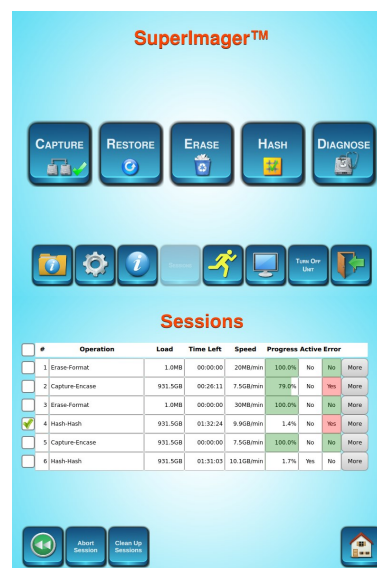 SuperImager™
CAPTURE RESTORE ERASE HASH DIAGNOSE
TURN OFF
UNIT
Sessions
# Operation Load Time Left Speed Progress Active Error
1 Erase-Format 1.0MB 00:00:00 20MB/min 100.0% No No More
2 Capture-Encase 931.5GB 00:26:11 7.5GB/min 79.0% No Yes More
3 Erase-Format 1.0MB 00:00:00 30MB/min 100.0% No No More
4 Hash-Hash 931.5GB 01:32:24 9.9GB/min 1.4% No Yes More
5 Capture-Encase 931.5GB 00:00:00 7.5GB/min 100.0% No No More
6 Hash-Hash 931.5GB 01:31:03 10.1GB/min 1.7% Yes No More
Abort
Session
Clean Up
Sessions